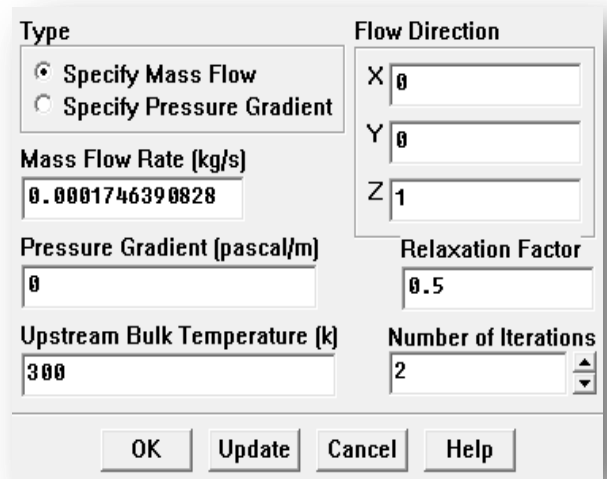 Type
Specify Mass Flow
Specify Pressure Gradient
Mass Flow Rate (kg/s)
0.0001746390828
Pressure Gradient (pascal/m)
0
Upstream Bulk Temperature (k)
300
Flow Direction
X 0
Y 0
Z 1
Relaxation Factor
0.5
Number of Iterations
2
OK Update Cancel Help